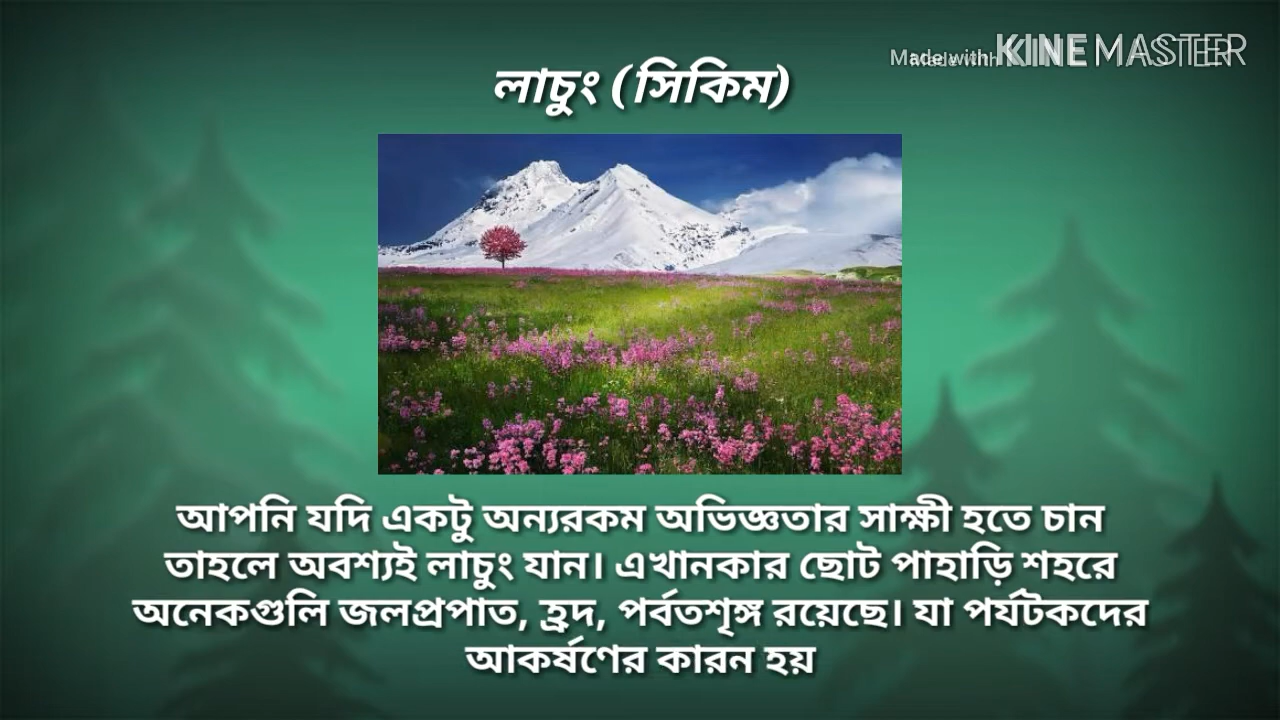 Made with KINEMASTER
লাচুং (সিকিম)
আপনি যদি একটু অন্যরকম অভিজ্ঞতার সাক্ষী হতে চান
তাহলে অবশ্যই লাচুং যান। এখানকার ছোট পাহাড়ি শহরে
অনেকগুলি জলপ্রপাত, হ্রদ, পর্বতশৃঙ্গ রয়েছে। যা পর্যটকদের
আকর্ষণের কারন হয়